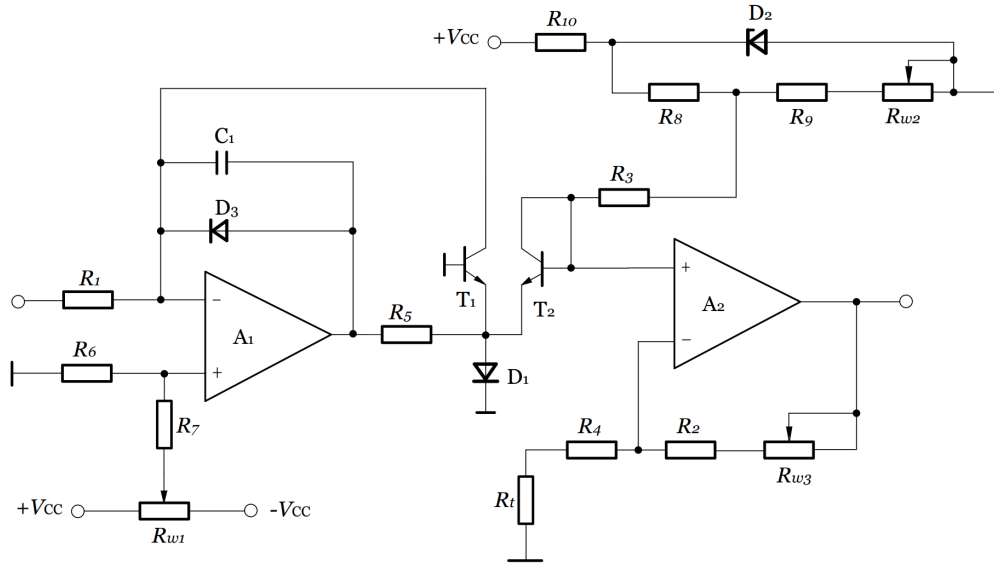 R10
D2
+VCC
R8
R9
Rw2
C1
R3
D3
R1
T1
T2
+
−
A1
A2
R5
R6
+
−
D1
R7
R4
R2
Rw3
Rt
+VCC
-VCC
Rw1